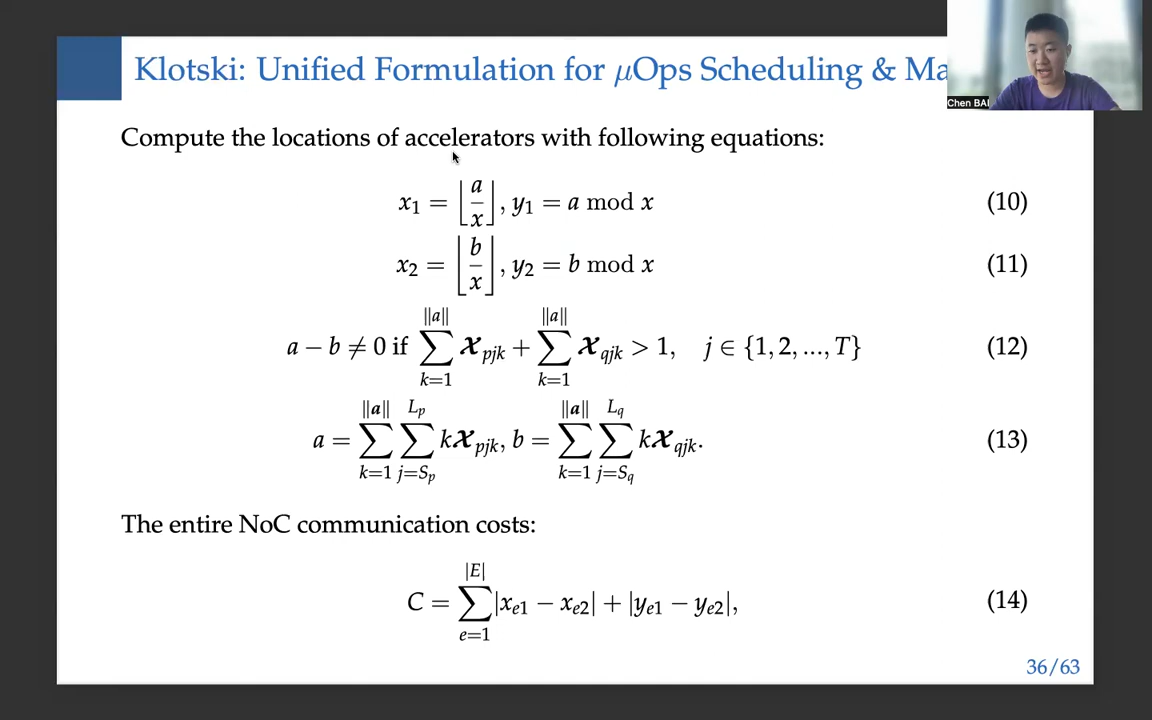 Klotski: Unified Formulation for μOps Scheduling & Ma
Chen BAI
Compute the locations of accelerators with following equations:
x₁ = ⌊a/x⌋, y₁ = a mod x (10)
x₂ = ⌊b/x⌋, y₂ = b mod x (11)
a − b ≠ 0 if ∑_{k=1}^{‖a‖} 𝓧_{pjk} + ∑_{k=1}^{‖a‖} 𝓧_{qjk} > 1, j ∈ {1, 2, ..., T} (12)
a = ∑_{k=1}^{‖a‖} ∑_{j=S_p}^{L_p} k𝓧_{pjk}, b = ∑_{k=1}^{‖a‖} ∑_{j=S_q}^{L_q} k𝓧_{qjk}. (13)
The entire NoC communication costs:
C = ∑_{e=1}^{|E|} |x_{e1} − x_{e2}| + |y_{e1} − y_{e2}|, (14)
36/63